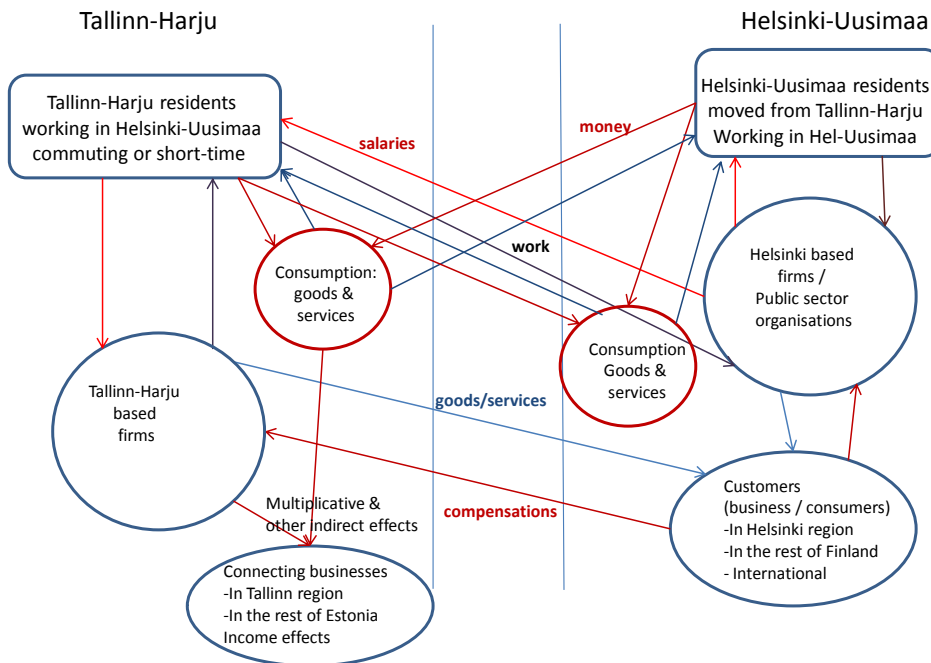 Tallinn-Harju
Helsinki-Uusimaa
Tallinn-Harju residents
working in Helsinki-Uusimaa
commuting or short-time
Helsinki-Uusimaa residents
moved from Tallinn-Harju
Working in Hel-Uusimaa
salaries
money
work
Consumption:
goods &
services
Helsinki based
firms /
Public sector
organisations
Consumption
Goods &
services
Tallinn-Harju
based
firms
goods/services
Multiplicative &
other indirect effects
compensations
Customers
(business / consumers)
-In Helsinki region
-In the rest of Finland
- International
Connecting businesses
-In Tallinn region
-In the rest of Estonia
Income effects